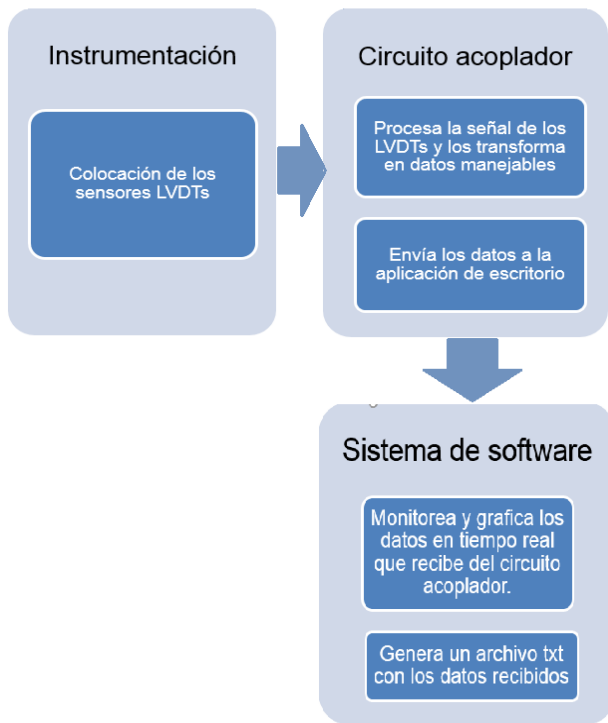 Instrumentación
Colocación de los
sensores LVDTs
Circuito acoplador
Procesa la señal de los
LVDTs y los transforma
en datos manejables
Envía los datos a la
aplicación de escritorio
Sistema de software
Monitorea y grafica los
datos en tiempo real
que recibe del circuito
acoplador.
Genera un archivo txt
con los datos recibidos